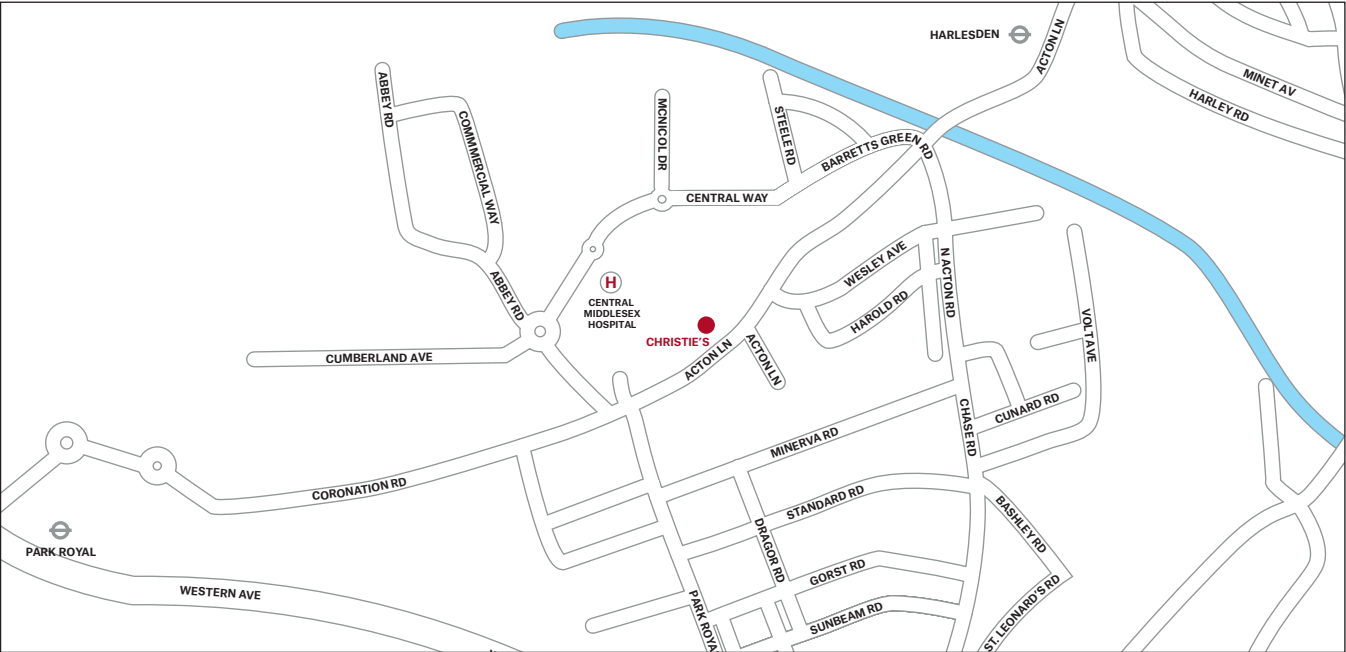 HARLESDEN
ACTON LN
MINET AV
HARLEY RD
ABBEY RD
COMMMERCIAL WAY
MCNICOL DR
STEELE RD
BARRETTS GREEN RD
CENTRAL WAY
ABBEY RD
H
CENTRAL
MIDDLESEX
HOSPITAL
CHRISTIE'S
ACTON LN
ACTON LN
WESLEY AVE
HAROLD RD
N ACTON RD
VOLT AVE
CUMBERLAND AVE
CUNARD RD
CHASE RD
MINERVA RD
CORONATION RD
STANDARD RD
DRAGOR RD
BASHLEY RD
PARK ROYAL
GORST RD
WESTERN AVE
SUNBEAM RD
ST. LEONARD'S RD
PARK ROYA